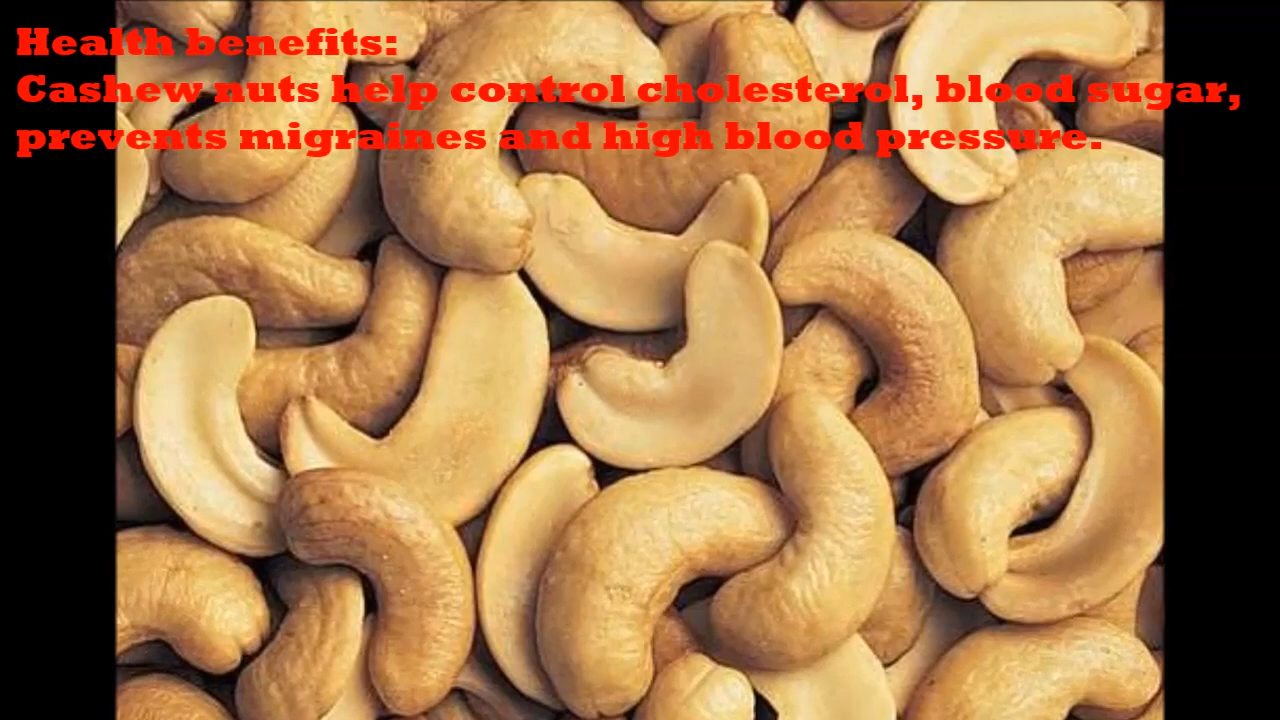 Health benefits:
Cashew nuts help control cholesterol, blood sugar,
prevents migraines and high blood pressure.